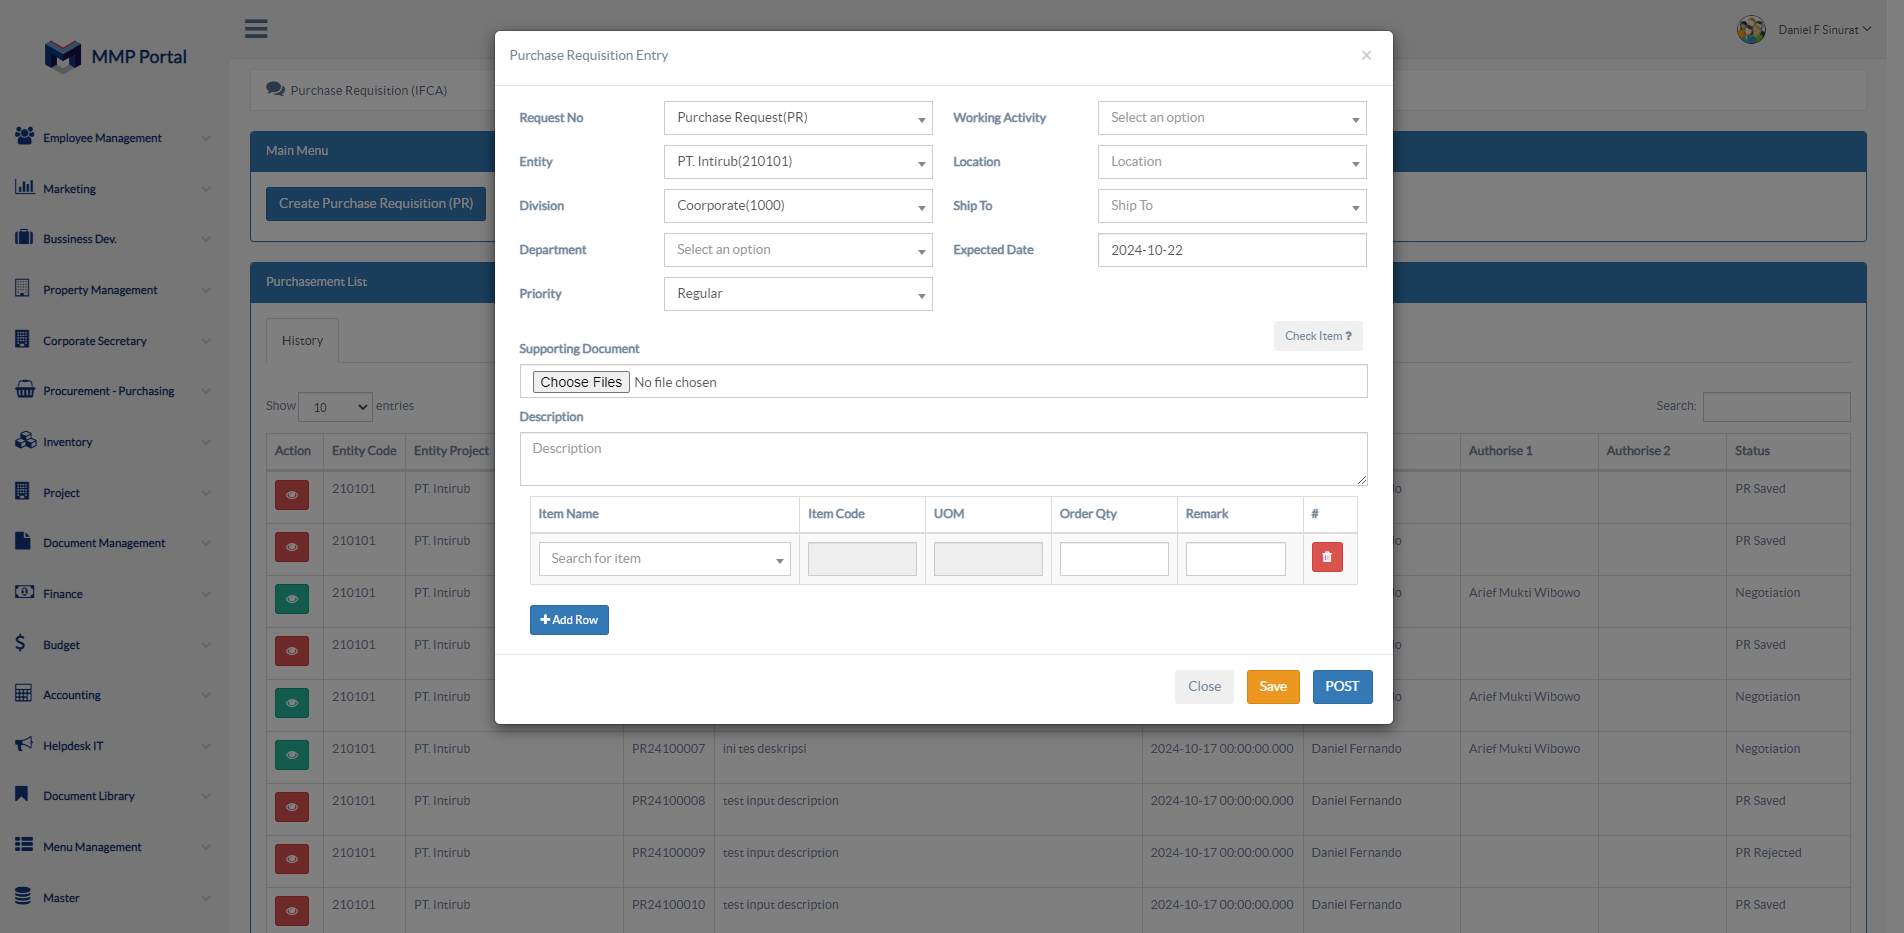 MMP Portal
Daniel F Sinurat
Purchase Requisition (IFCA)
Employee Management
Marketing
Bussiness Dev.
Property Management
Corporate Secretary
Procurement - Purchasing
Inventory
Project
Document Management
Finance
Budget
Accounting
Helpdesk IT
Document Library
Menu Management
Master
Main Menu
Create Purchase Requisition (PR)
Purchasement List
History
Show 10 entries
Search:
Purchase Requisition Entry ×
Request No Purchase Request(PR) Working Activity Select an option
Entity PT. Intirub(210101) Location Location
Division Coorporate(1000) Ship To Ship To
Department Select an option Expected Date 2024-10-22
Priority Regular
Check Item ?
Supporting Document
Choose Files No file chosen
Description
Description
Item Name Item Code UOM Order Qty Remark #
Search for item
Add Row
Close Save POST
Action Entity Code Entity Project Authorise 1 Authorise 2 Status
210101 PT. Intirub PR Saved
210101 PT. Intirub PR Saved
210101 PT. Intirub Arief Mukti Wibowo Negotiation
210101 PT. Intirub PR Saved
210101 PT. Intirub Arief Mukti Wibowo Negotiation
210101 PT. Intirub PR24100007 ini tes deskripsi 2024-10-17 00:00:00.000 Daniel Fernando Arief Mukti Wibowo Negotiation
210101 PT. Intirub PR24100008 test input description 2024-10-17 00:00:00.000 Daniel Fernando PR Saved
210101 PT. Intirub PR24100009 test input description 2024-10-17 00:00:00.000 Daniel Fernando PR Rejected
210101 PT. Intirub PR24100010 test input description 2024-10-17 00:00:00.000 Daniel Fernando PR Saved